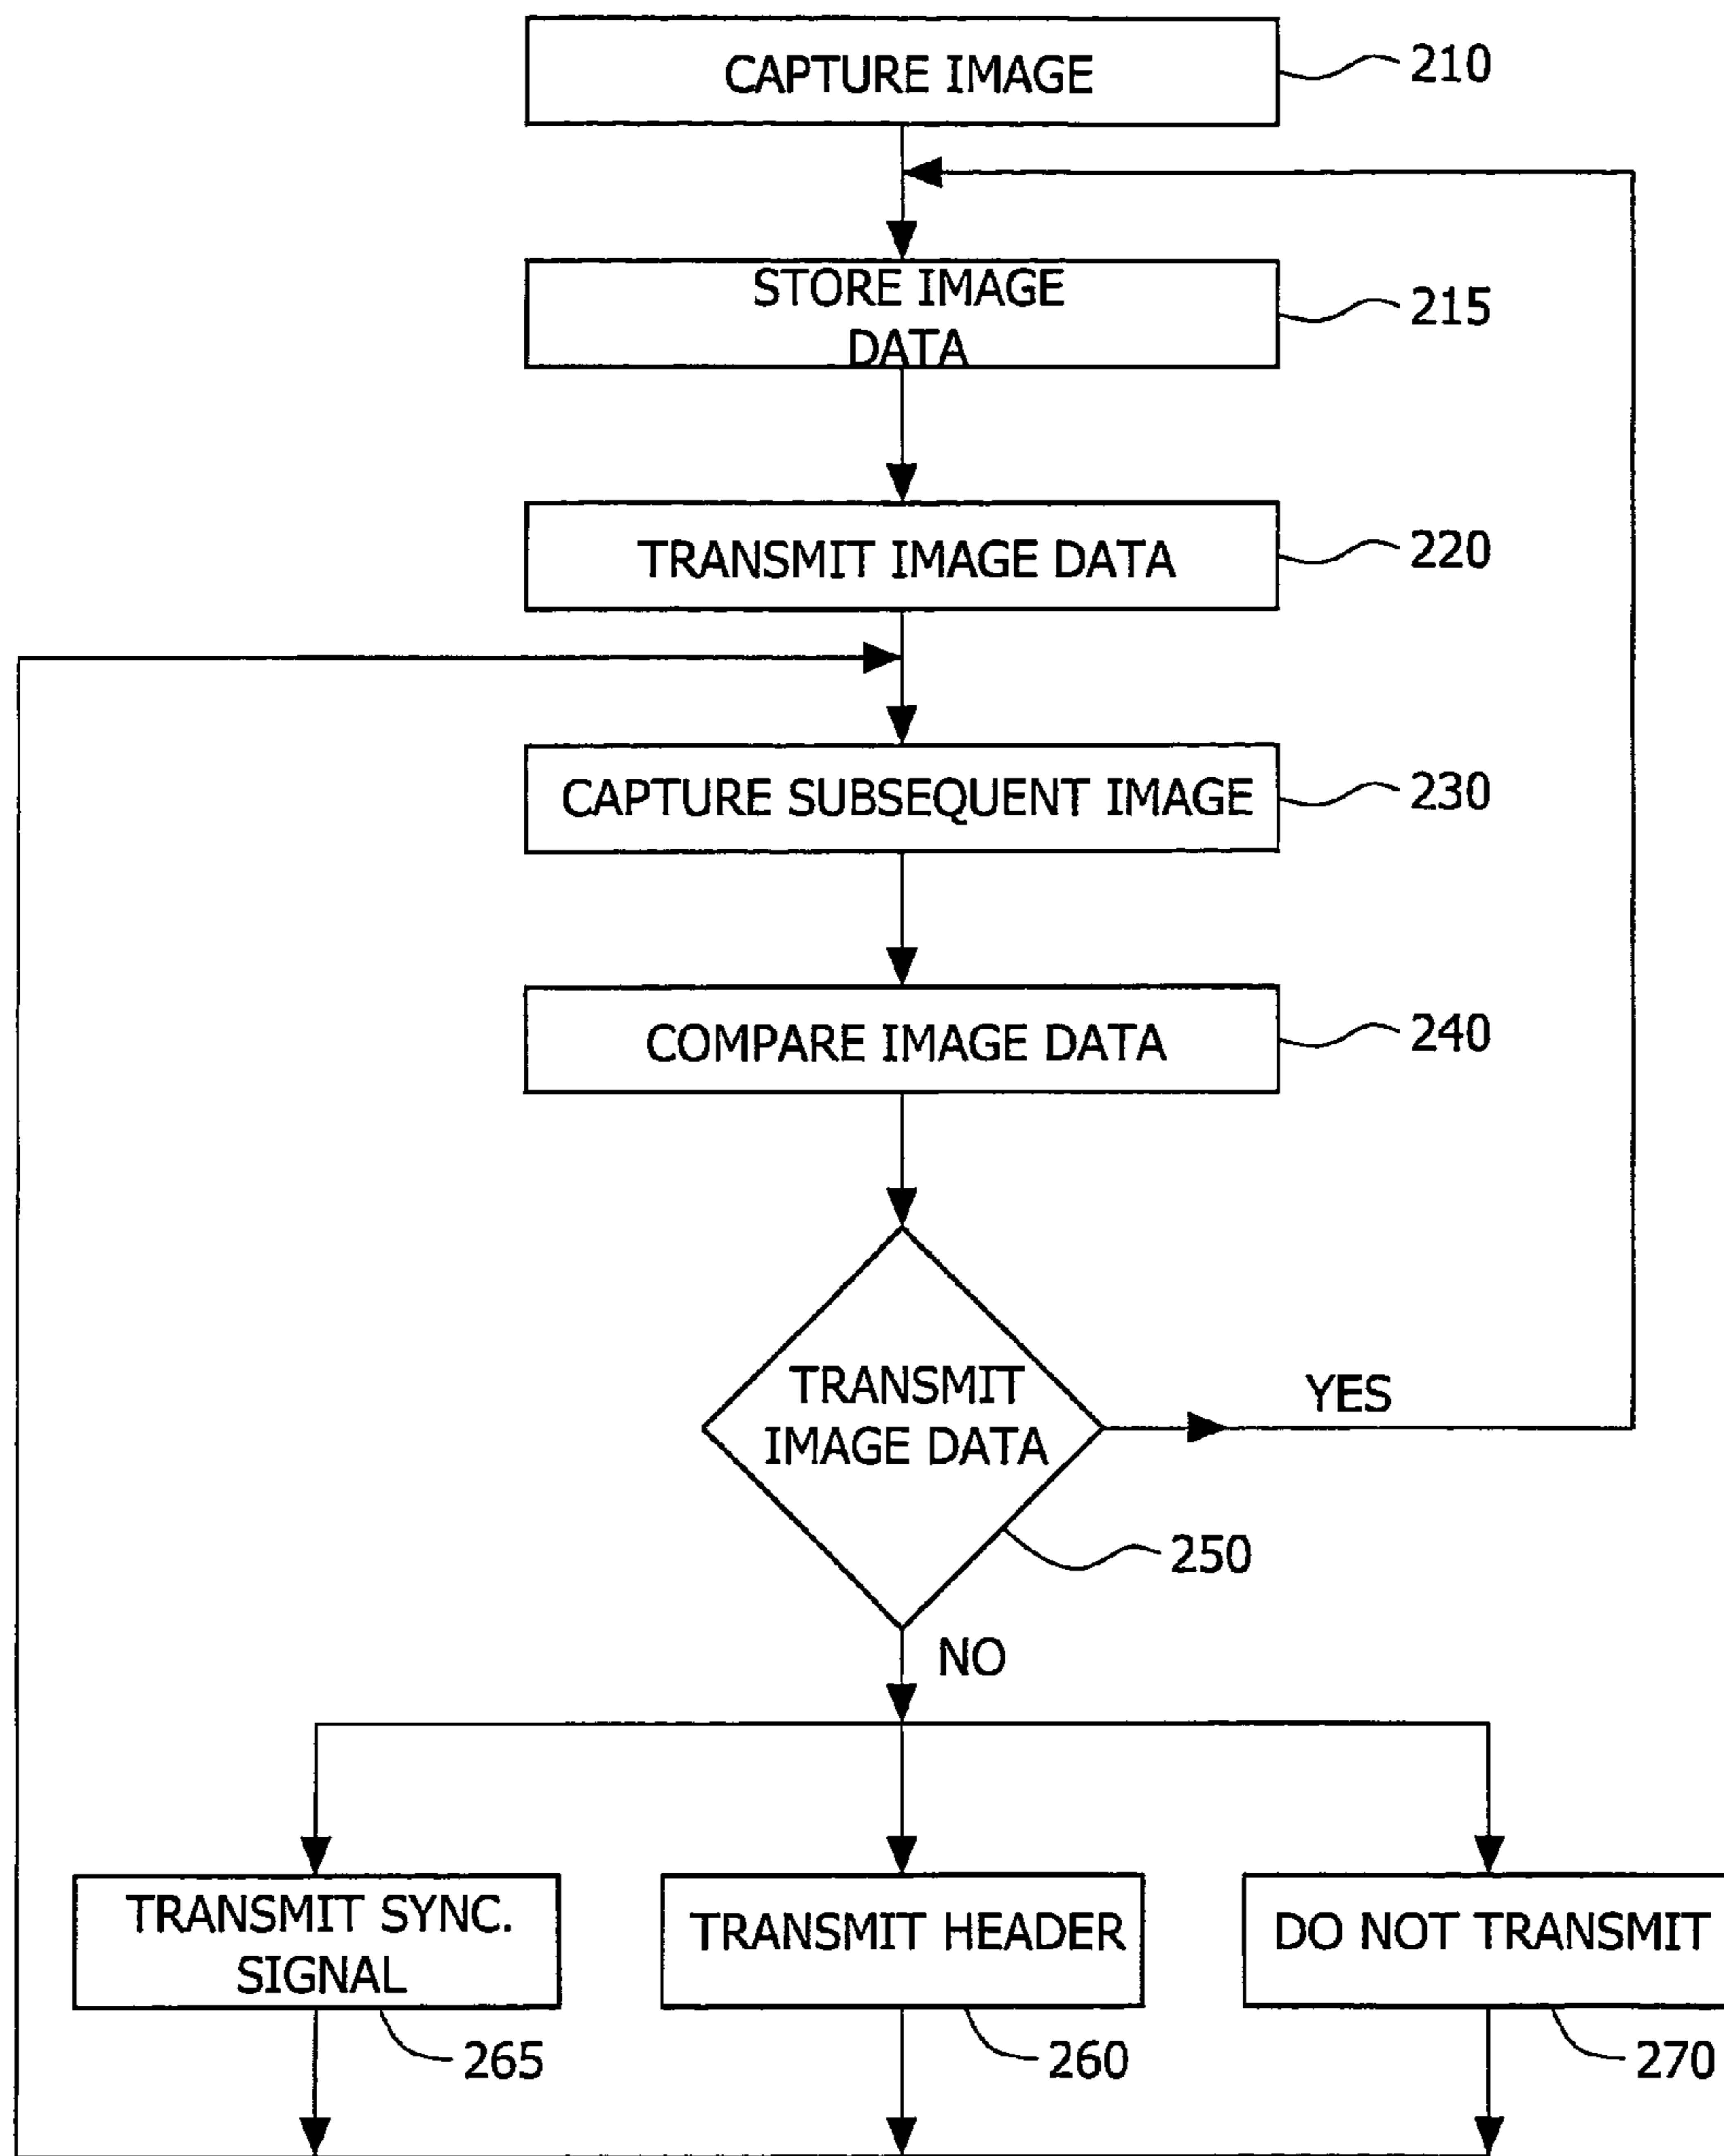 CAPTURE IMAGE
210
STORE IMAGE
DATA
215
TRANSMIT IMAGE DATA
220
CAPTURE SUBSEQUENT IMAGE
230
COMPARE IMAGE DATA
240
TRANSMIT
IMAGE DATA
YES
250
NO
TRANSMIT SYNC.
SIGNAL
265
TRANSMIT HEADER
260
DO NOT TRANSMIT
270